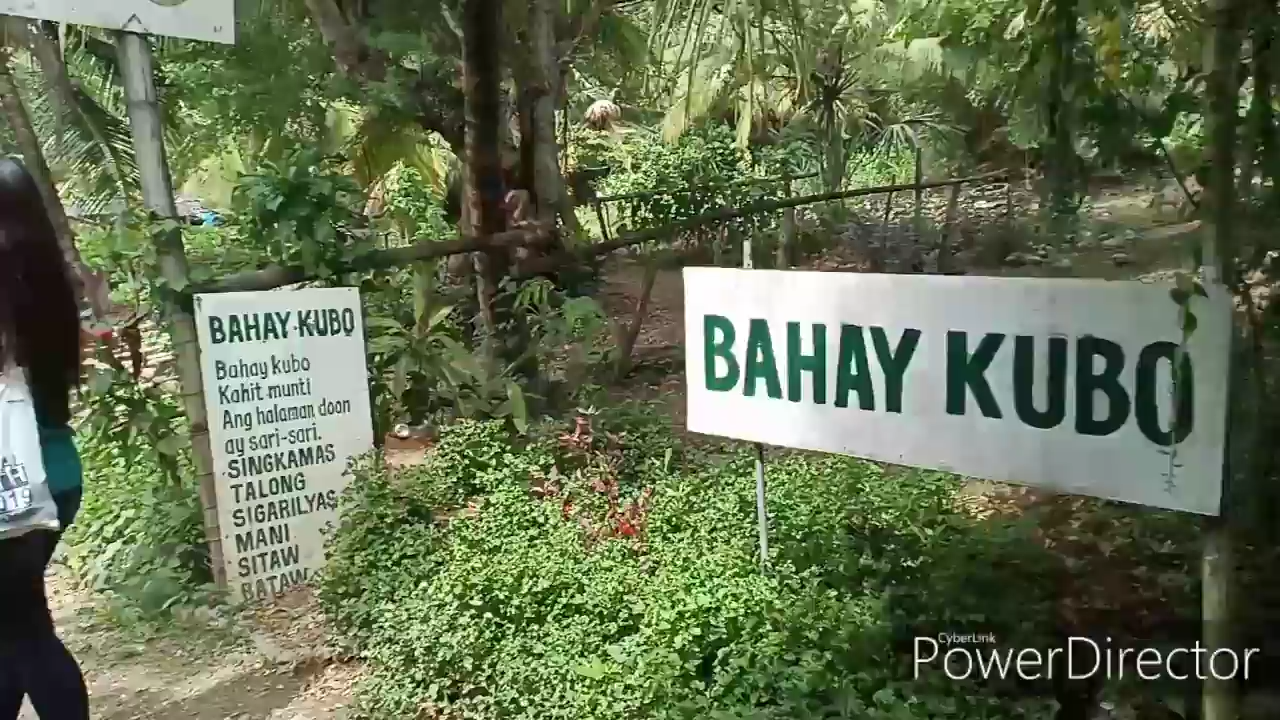 BAHAY KUBO
Bahay kubo
Kahit munti
Ang halaman doon
ay sari-sari.
SINGKAMAS
TALONG
SIGARILYAS
MANI
SITAW
BATAW
BAHAY KUBO
CyberLink
PowerDirector